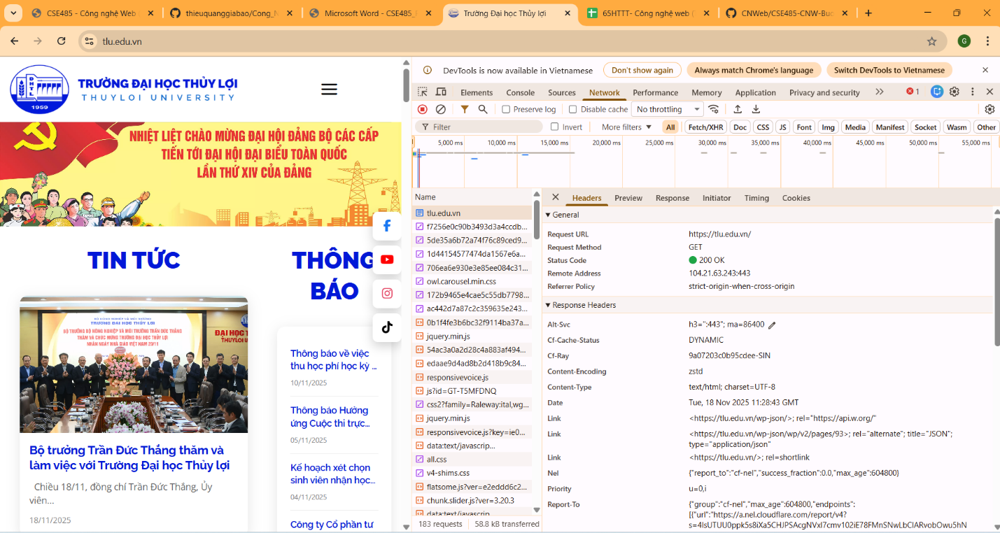 CSE485 - Công nghệ Web
thieuquanggiabao/Cong_N
Microsoft Word - CSE485_
Trường Đại học Thủy lợi
65HTTT- Công nghệ web (
CNWeb/CSE485-CNW-Buo
tlu.edu.vn
G
ĐHTL
1959
TRƯỜNG ĐẠI HỌC THỦY LỢI
THUYLOI UNIVERSITY
NHIỆT LIỆT CHÀO MỪNG ĐẠI HỘI ĐẢNG BỘ CÁC CẤP
TIẾN TỚI ĐẠI HỘI ĐẠI BIỂU TOÀN QUỐC
LẦN THỨ XIV CỦA ĐẢNG
TIN TỨC
TRƯỜNG ĐẠI HỌC THỦY LỢI
BỘ TRƯỞNG BỘ NÔNG NGHIỆP VÀ MÔI TRƯỜNG TRẦN ĐỨC THẮNG
THĂM VÀ CHÚC MỪNG TRƯỜNG ĐẠI HỌC THỦY LỢI
NHÂN NGÀY NHÀ GIÁO VIỆT NAM 20/11
Bộ trưởng Trần Đức Thắng thăm và
làm việc với Trường Đại học Thủy lợi
Chiều 18/11, đồng chí Trần Đức Thắng, Ủy
viên...
18/11/2025
THÔNG
BÁO
Thông báo về việc
thu học phí học kỳ ...
10/11/2025
Thông báo Hưởng
ứng Cuộc thi trực...
05/11/2025
Kế hoạch xét chọn
sinh viên nhận học...
04/11/2025
Công ty Cổ phần tư
DevTools is now available in Vietnamese
Don't show again
Always match Chrome's language
Switch DevTools to Vietnamese
Elements
Console
Sources
Network
Performance
Memory
Application
Privacy and security
1
Preserve log
Disable cache
No throttling
Filter
Invert
More filters
All
Fetch/XHR
Doc
CSS
JS
Font
Img
Media
Manifest
Socket
Wasm
Other
5,000 ms
10,000 ms
15,000 ms
20,000 ms
25,000 ms
30,000 ms
35,000 ms
40,000 ms
45,000 ms
50,000 ms
55,000 ms
Name
tlu.edu.vn
f7256e0c90b3493d3a4ccdb...
5de35a6b72a74f76c89ced9...
1d44154577474da1567e6a...
706ea6e930e3e85ee084c31...
owl.carousel.min.css
172b9465e4cae5c55db7798...
ac442d7a87c2c359635e243...
0b1f4fe3b6bc32f9114ba37a...
jquery.min.js
54ac3a0a2d28c4a883af494...
edaae9d4ad8b2d418b9c84...
responsivevoice.js
js?id=GT-T5MFDNQ
css2?family=Raleway:ital,wg...
jquery.min.js
responsivevoice.js?key=ie0...
data:text/javascrip...
all.css
v4-shims.css
flatsome.js?ver=e2eddd6c2...
chunk.slider.js?ver=3.20.3
data:text/javascrip...
183 requests
58.8 kB transferred
Headers
Preview
Response
Initiator
Timing
Cookies
General
Request URL
https://tlu.edu.vn/
Request Method
GET
Status Code
200 OK
Remote Address
104.21.63.243:443
Referrer Policy
strict-origin-when-cross-origin
Response Headers
Alt-Svc
h3=":443"; ma=86400
Cf-Cache-Status
DYNAMIC
Cf-Ray
9a07203c0b95cdee-SIN
Content-Encoding
zstd
Content-Type
text/html; charset=UTF-8
Date
Tue, 18 Nov 2025 11:28:43 GMT
Link
<https://tlu.edu.vn/wp-json/>; rel="https://api.w.org/"
Link
<https://tlu.edu.vn/wp-json/wp/v2/pages/93>; rel="alternate"; title="JSON";
type="application/json"
Link
<https://tlu.edu.vn/>; rel=shortlink
Nel
{"report_to":"cf-nel","success_fraction":0.0,"max_age":604800}
Priority
u=0,i
Report-To
{"group":"cf-nel","max_age":604800,"endpoints":
[{"url":"https://a.nel.cloudflare.com/report/v4?